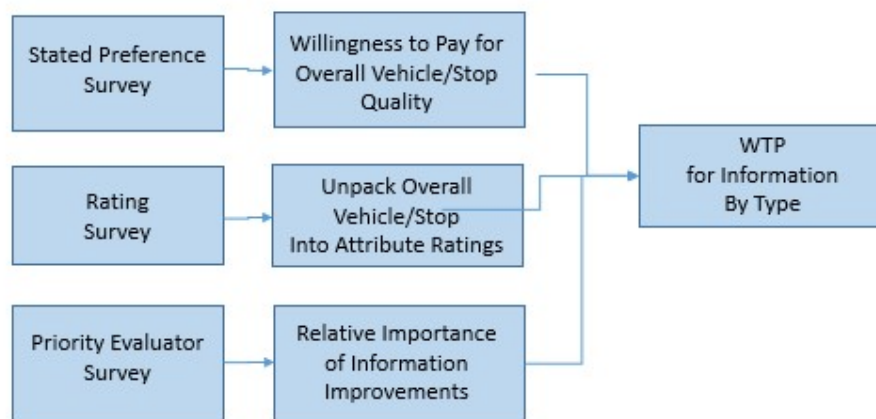 Stated Preference
Survey
Willingness to Pay for
Overall Vehicle/Stop
Quality
Rating
Survey
Unpack Overall
Vehicle/Stop
Into Attribute Ratings
Priority Evaluator
Survey
Relative Importance
of Information
Improvements
WTP
for Information
By Type